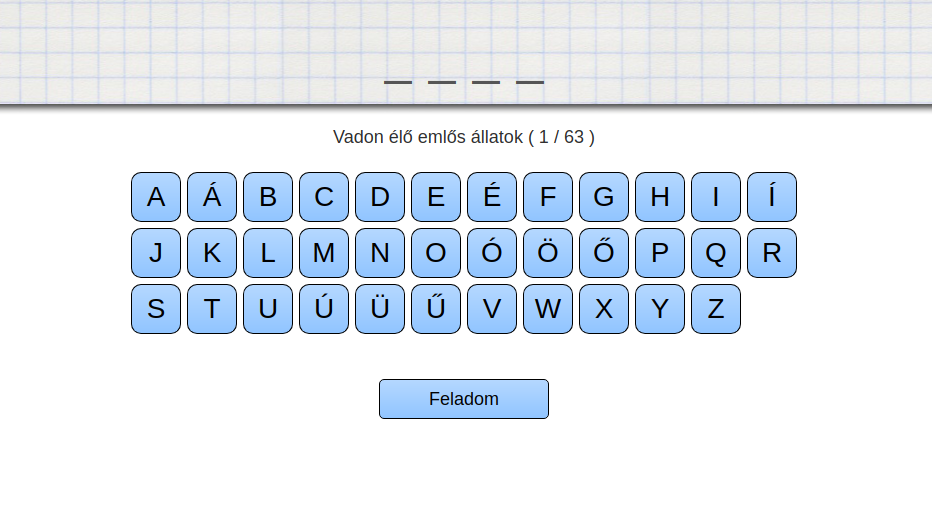 Vadon élő emlős állatok ( 1 / 63 )
A Á B C D E É F G H I Í
J K L M N O Ó Ö Ő P Q R
S T U Ú Ü Ű V W X Y Z
Feladom